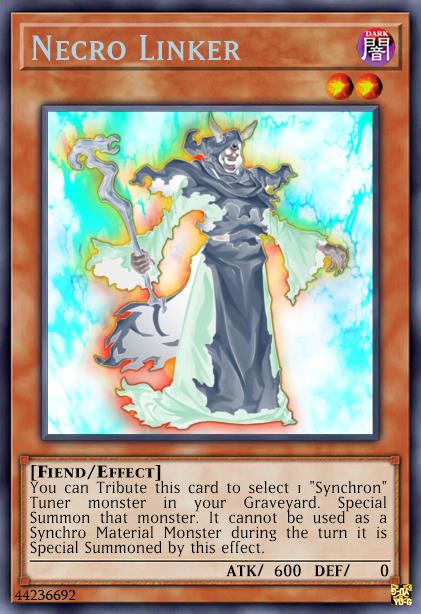 Necro Linker
DARK
闇
[Fiend/Effect]
You can Tribute this card to select 1 "Synchron"
Tuner monster in your Graveyard. Special
Summon that monster. It cannot be used as a
Synchro Material Monster during the turn it is
Special Summoned by this effect.
ATK/ 600 DEF/ 0
44236692